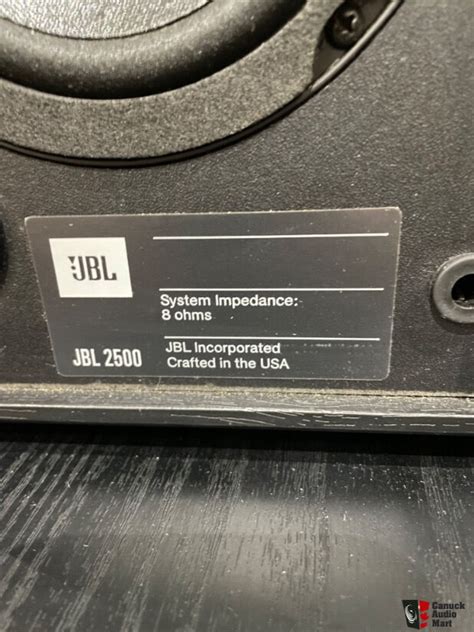 JBL
System Impedance:
8 ohms
JBL 2500
JBL Incorporated
Crafted in the USA
Canuck
Audio
Mart